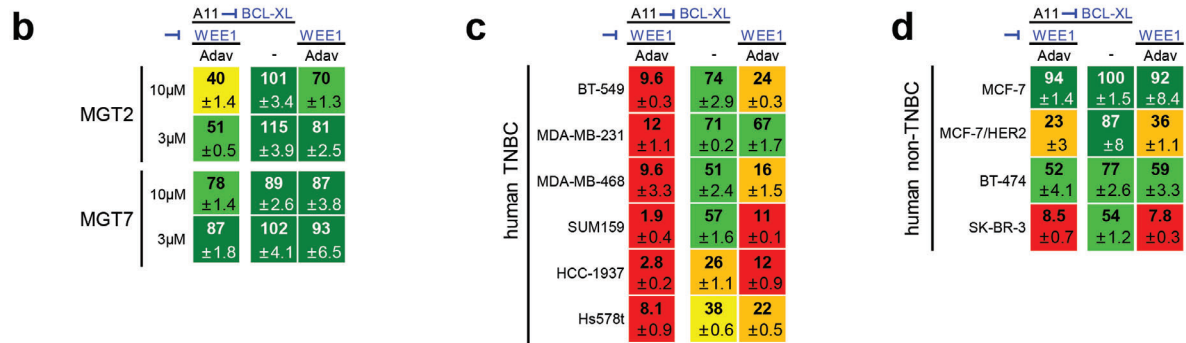 b
A11 ⊣ BCL-XL
⊣ WEE1 WEE1
Adav - Adav
MGT2
10µM 40 ±1.4 101 ±3.4 70 ±1.3
3µM 51 ±0.5 115 ±3.9 81 ±2.5
MGT7
10µM 78 ±1.4 89 ±2.6 87 ±3.8
3µM 87 ±1.8 102 ±4.1 93 ±6.5
c
A11 ⊣ BCL-XL
⊣ WEE1 WEE1
Adav - Adav
human TNBC
BT-549 9.6 ±0.3 74 ±2.9 24 ±0.3
MDA-MB-231 12 ±1.1 71 ±0.2 67 ±1.7
MDA-MB-468 9.6 ±3.3 51 ±2.4 16 ±1.5
SUM159 1.9 ±0.4 57 ±1.6 11 ±0.1
HCC-1937 2.8 ±0.2 26 ±1.1 12 ±0.9
Hs578t 8.1 ±0.9 38 ±0.6 22 ±0.5
d
A11 ⊣ BCL-XL
⊣ WEE1 WEE1
Adav - Adav
human non-TNBC
MCF-7 94 ±1.4 100 ±1.5 92 ±8.4
MCF-7/HER2 23 ±3 87 ±8 36 ±1.1
BT-474 52 ±4.1 77 ±2.6 59 ±3.3
SK-BR-3 8.5 ±0.7 54 ±1.2 7.8 ±0.3